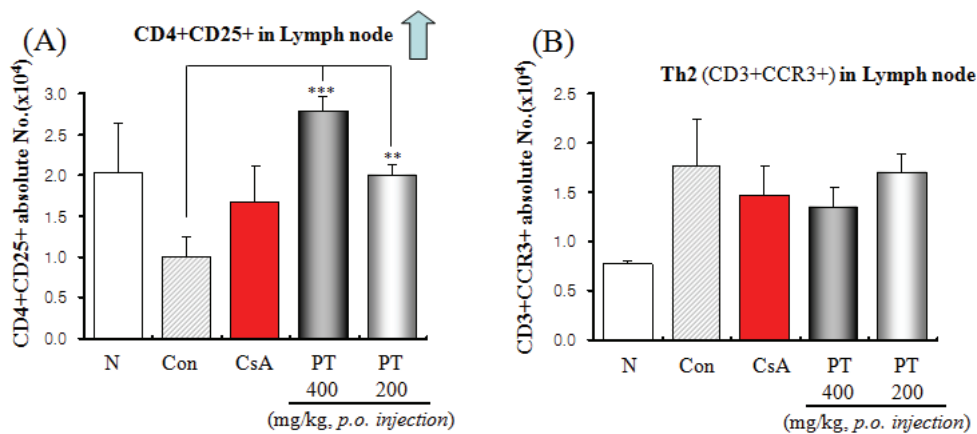 (A)
CD4+CD25+ in Lymph node
CD4+CD25+ absolute No.(x10⁴)
3.0
2.5
2.0
1.5
1.0
0.5
0.0
***
**
N Con CsA PT PT
400 200
(mg/kg, p.o. injection)
(B)
Th2 (CD3+CCR3+) in Lymph node
CD3+CCR3+ absolute No.(x10⁴)
2.5
2.0
1.5
1.0
0.5
0.0
N Con CsA PT PT
400 200
(mg/kg, p.o. injection)